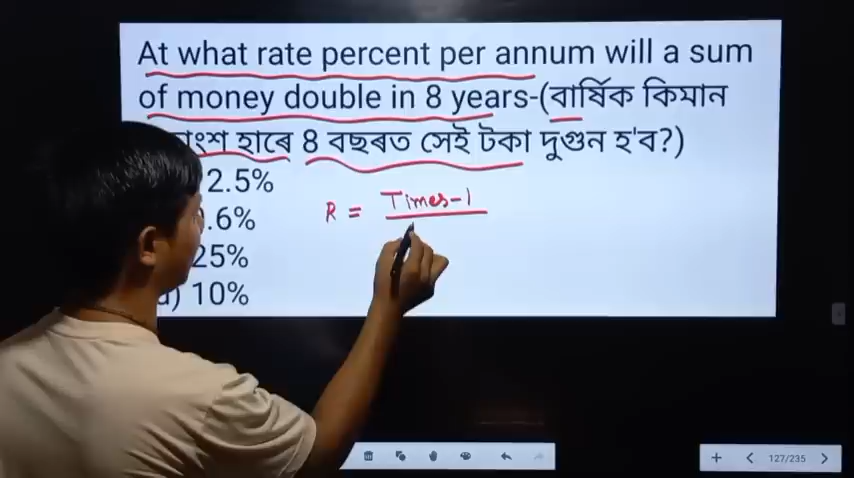 At what rate percent per annum will a sum
of money double in 8 years-(বাৰ্ষিক কিমান
হাৰে 8 বছৰত সেই টকা দুগুন হ'ব?)
2.5%
.6%
25%
d) 10%
R = Times-1
127/235